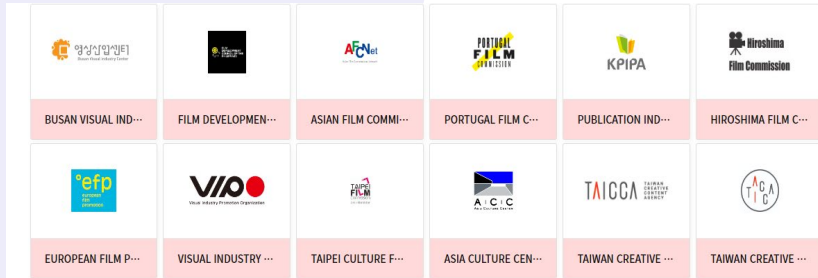 영상산업센터
Busan Visual Industry Center
AFCNet
PORTUGAL
FILM
COMMISSION
KPIPA
Hiroshima
Film Commission
BUSAN VISUAL IND···
FILM DEVELOPMEN···
ASIAN FILM COMMI···
PORTUGAL FILM C···
PUBLICATION IND···
HIROSHIMA FILM C···
efp
european
film
promotion
VIPO
Visual Industry Promotion Organization
TAIPEI
FILM
A C C
Asia Culture Center
TAICCA
TAIWAN
CREATIVE
CONTENT
AGENCY
TAICCA
EUROPEAN FILM P···
VISUAL INDUSTRY ···
TAIPEI CULTURE F···
ASIA CULTURE CEN···
TAIWAN CREATIVE ···
TAIWAN CREATIVE ···